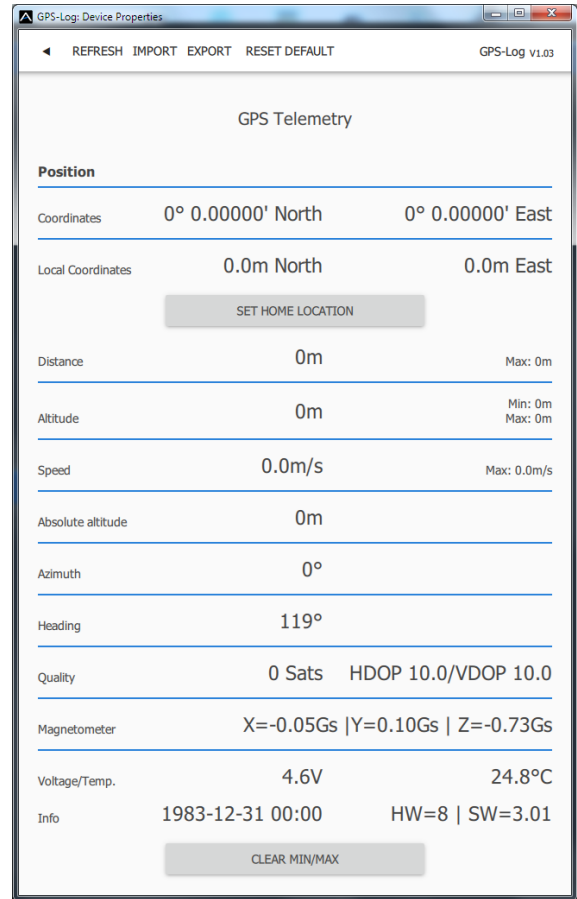 GPS-Log: Device Properties
◄ REFRESH IMPORT EXPORT RESET DEFAULT GPS-Log V1.03
GPS Telemetry
Position
Coordinates 0° 0.00000' North 0° 0.00000' East
Local Coordinates 0.0m North 0.0m East
SET HOME LOCATION
Distance 0m Max: 0m
Altitude 0m Min: 0m
Max: 0m
Speed 0.0m/s Max: 0.0m/s
Absolute altitude 0m
Azimuth 0°
Heading 119°
Quality 0 Sats HDOP 10.0/VDOP 10.0
Magnetometer X=-0.05Gs |Y=0.10Gs | Z=-0.73Gs
Voltage/Temp. 4.6V 24.8°C
Info 1983-12-31 00:00 HW=8 | SW=3.01
CLEAR MIN/MAX